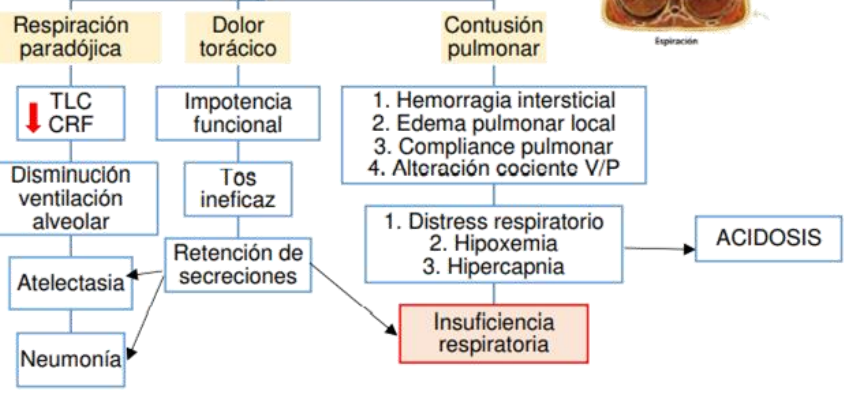 Respiración
paradójica
Dolor
torácico
Contusión
pulmonar
Espiración
TLC
CRF
Impotencia
funcional
1. Hemorragia intersticial
2. Edema pulmonar local
3. Compliance pulmonar
4. Alteración cociente V/P
Disminución
ventilación
alveolar
Tos
ineficaz
1. Distress respiratorio
2. Hipoxemia
3. Hipercapnia
ACIDOSIS
Retención de
secreciones
Atelectasia
Insuficiencia
respiratoria
Neumonía